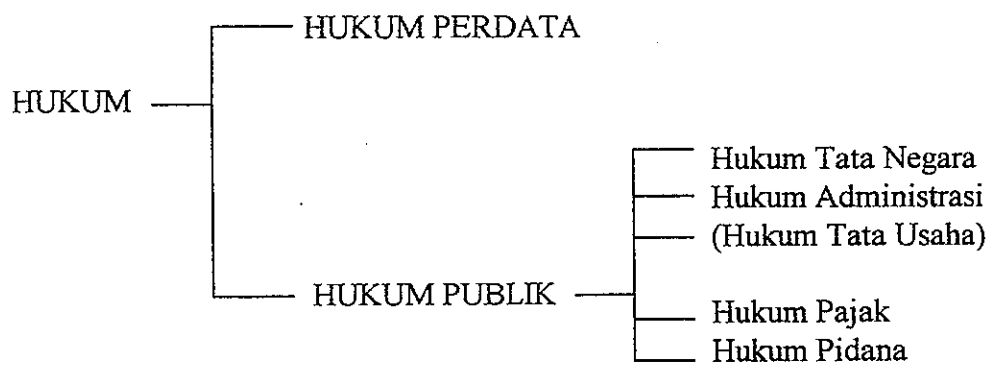 HUKUM PERDATA
HUKUM
Hukum Tata Negara
Hukum Administrasi
(Hukum Tata Usaha)
HUKUM PUBLIK
Hukum Pajak
Hukum Pidana